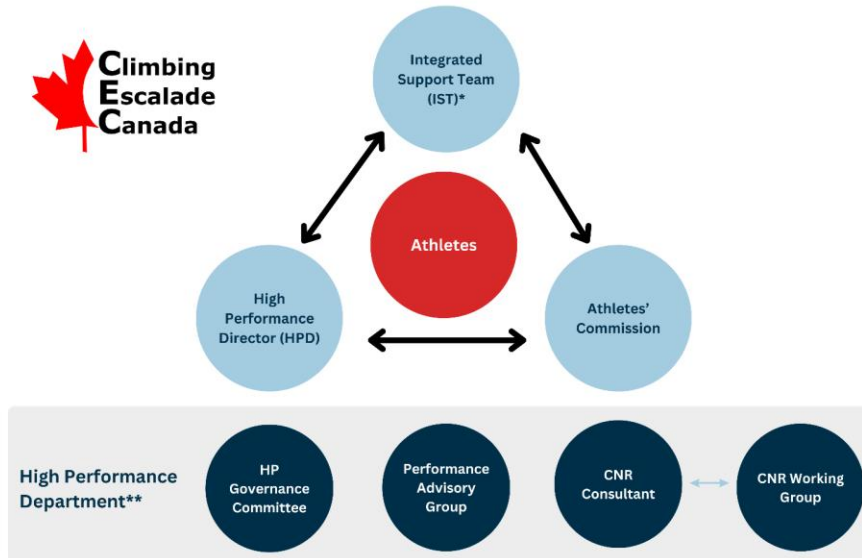 Climbing
Escalade
Canada
Integrated
Support Team
(IST)*
Athletes
High
Performance
Director (HPD)
Athletes'
Commission
High Performance
Department**
HP
Governance
Committee
Performance
Advisory
Group
CNR
Consultant
CNR Working
Group